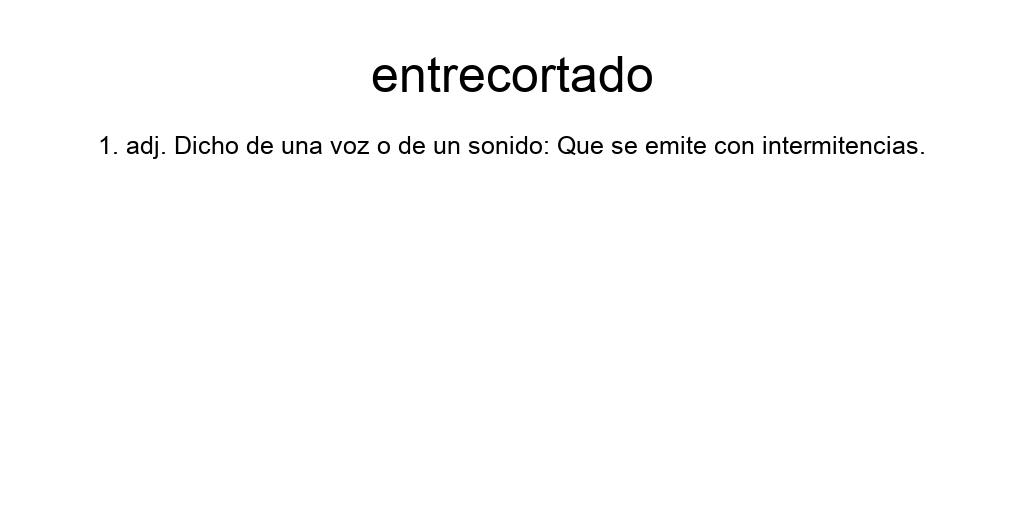 entrecortado
1. adj. Dicho de una voz o de un sonido: Que se emite con intermitencias.